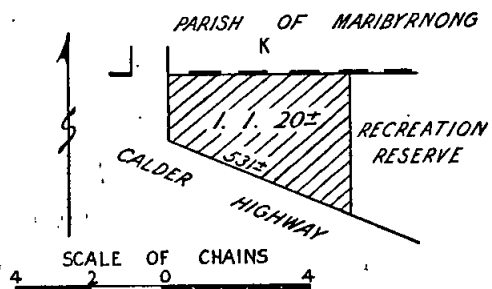 PARISH OF MARIBYRNONG
K
1. 1. 20±
531±
RECREATION
RESERVE
CALDER
HIGHWAY
SCALE OF CHAINS
4 2 0 4